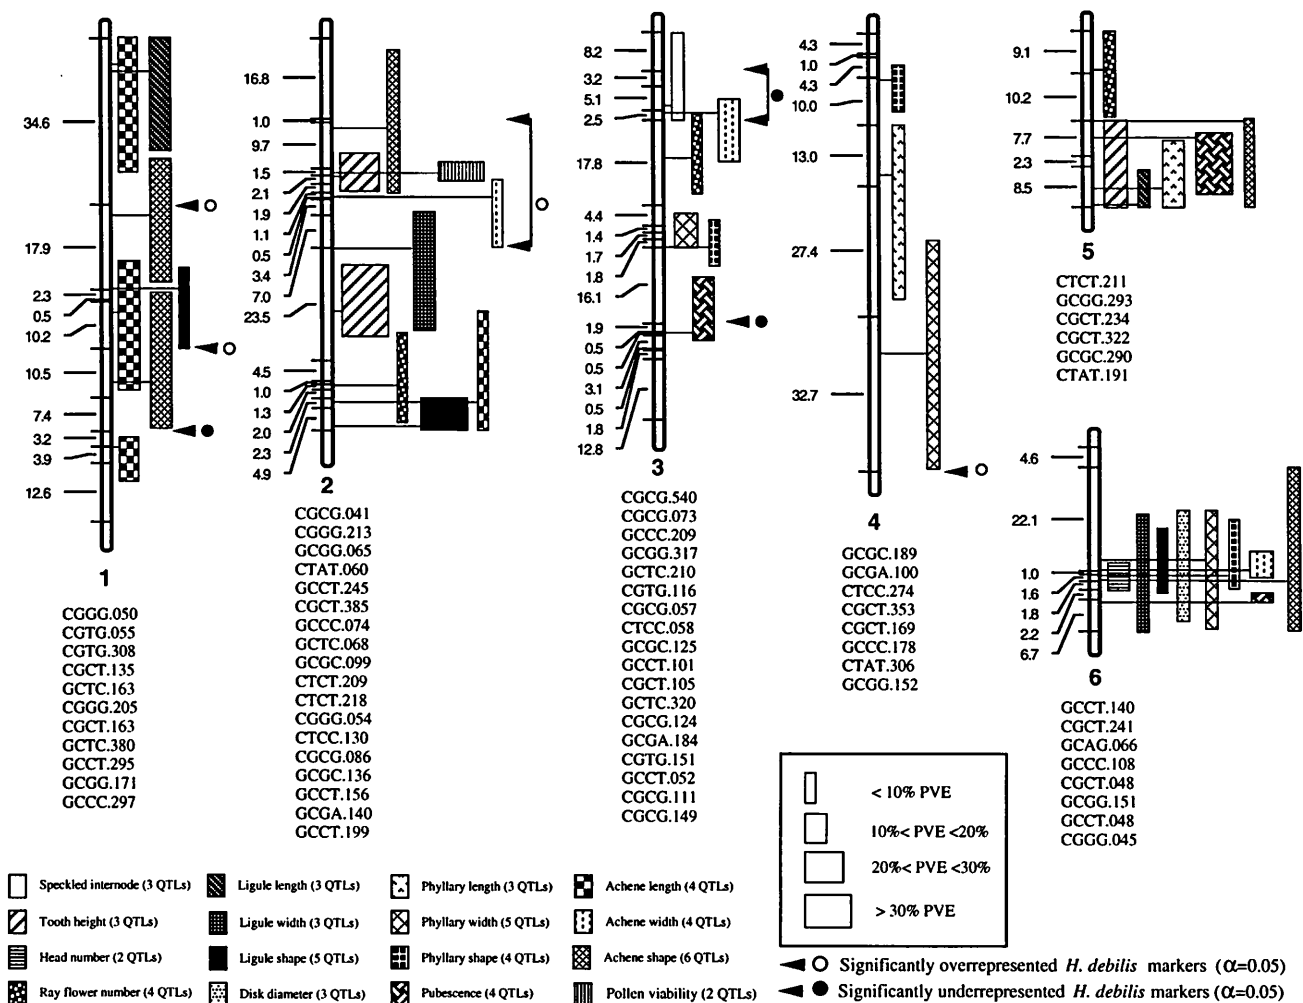 34.6
17.9
2.3
0.5
10.2
10.5
7.4
3.2
3.9
12.6
1
CGGG.050
CGTG.055
CGTG.308
CGCT.135
GCTC.163
CGGG.205
CGCT.163
GCTC.380
GCCT.295
GCGG.171
GCCC.297
16.8
1.0
9.7
1.5
2.1
1.9
1.1
0.5
3.4
7.0
23.5
4.5
1.0
1.3
2.0
2.3
4.9
2
CGCG.041
CGGG.213
GCGG.065
CTAT.060
GCCT.245
CGCT.385
GCCC.074
GCTC.068
GCGC.099
CTCT.209
CTCT.218
CGGG.054
CTCC.130
CGCG.086
GCGC.136
GCCT.156
GCGA.140
GCCT.199
8.2
3.2
5.1
2.5
17.8
4.4
1.4
1.7
1.8
16.1
1.9
0.5
0.5
3.1
0.5
1.8
12.8
3
CGCG.540
CGCG.073
GCCC.209
GCGG.317
GCTC.210
CGTG.116
CGCG.057
CTCC.058
GCGC.125
GCCT.101
CGCT.105
GCTC.320
CGCG.124
GCGA.184
CGTG.151
GCCT.052
CGCG.111
CGCG.149
4.3
1.0
4.3
10.0
13.0
27.4
32.7
4
GCGC.189
GCGA.100
CTCC.274
CGCT.353
CGCT.169
GCCC.178
CTAT.306
GCGG.152
9.1
10.2
7.7
2.3
8.5
5
CTCT.211
GCGG.293
CGCT.234
CGCT.322
GCGC.290
CTAT.191
4.6
22.1
1.0
1.6
1.8
2.2
6.7
6
GCCT.140
CGCT.241
GCAG.066
GCCC.108
CGCT.048
GCGG.151
GCCT.048
CGGG.045
< 10% PVE
10%< PVE <20%
20%< PVE <30%
> 30% PVE
Speckled internode (3 QTLs)
Tooth height (3 QTLs)
Head number (2 QTLs)
Ray flower number (4 QTLs)
Ligule length (3 QTLs)
Ligule width (3 QTLs)
Ligule shape (5 QTLs)
Disk diameter (3 QTLs)
Phyllary length (3 QTLs)
Phyllary width (5 QTLs)
Phyllary shape (4 QTLs)
Pubescence (4 QTLs)
Achene length (4 QTLs)
Achene width (4 QTLs)
Achene shape (6 QTLs)
Pollen viability (2 QTLs)
Significantly overrepresented H. debilis markers (α=0.05)
Significantly underrepresented H. debilis markers (α=0.05)